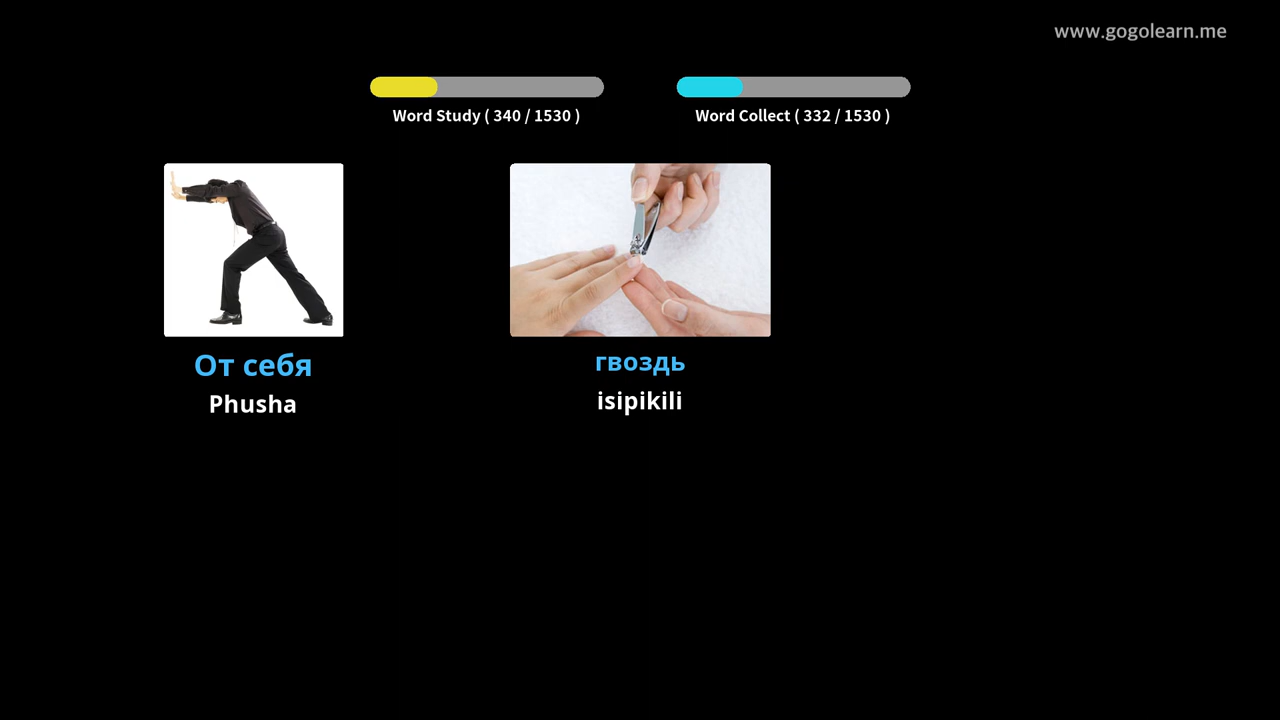 www.gogolearn.me
Word Study ( 340 / 1530 )
Word Collect ( 332 / 1530 )
От себя
Phusha
гвоздь
isipikili